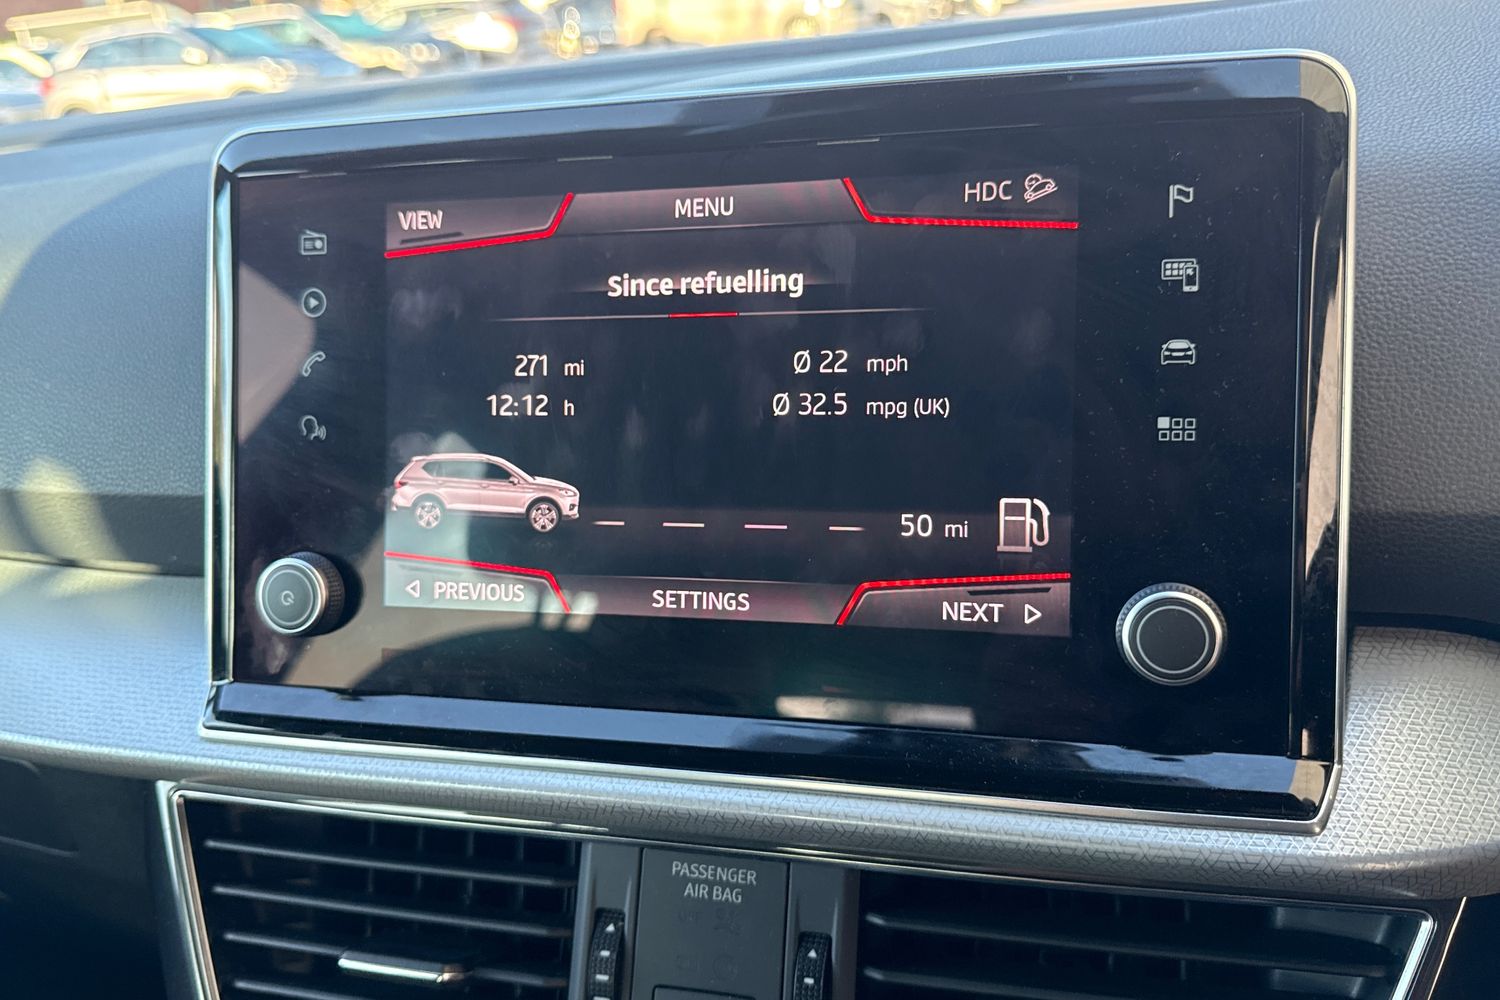 VIEW
MENU
HDC
Since refuelling
271 mi
Ø 22 mph
12:12 h
Ø 32.5 mpg (UK)
50 mi
PREVIOUS
SETTINGS
NEXT
PASSENGER
AIR BAG